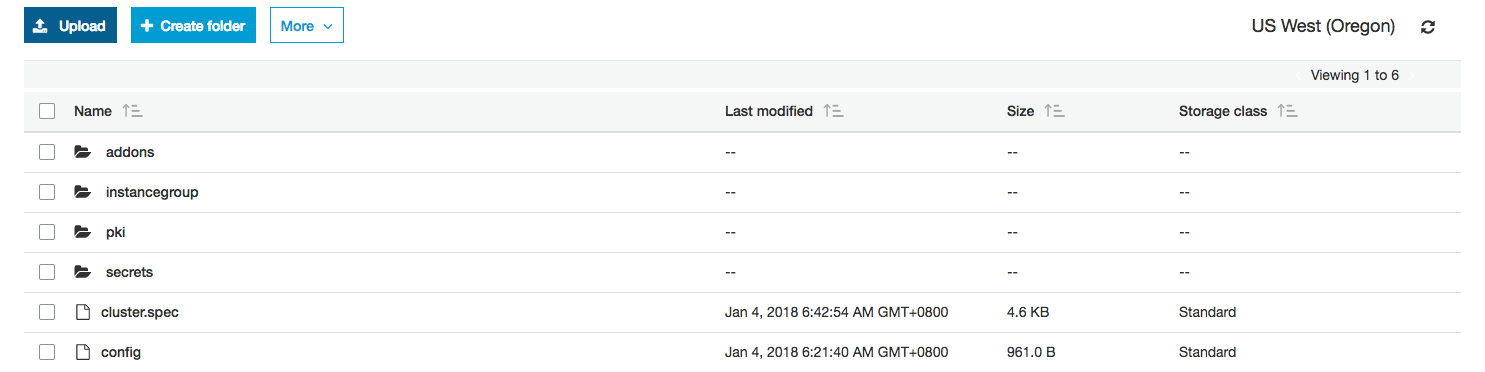 Upload Create folder More US West (Oregon)
Viewing 1 to 6
Name Last modified Size Storage class
addons -- -- --
instancegroup -- -- --
pki -- -- --
secrets -- -- --
cluster.spec Jan 4, 2018 6:42:54 AM GMT+0800 4.6 KB Standard
config Jan 4, 2018 6:21:40 AM GMT+0800 961.0 B Standard